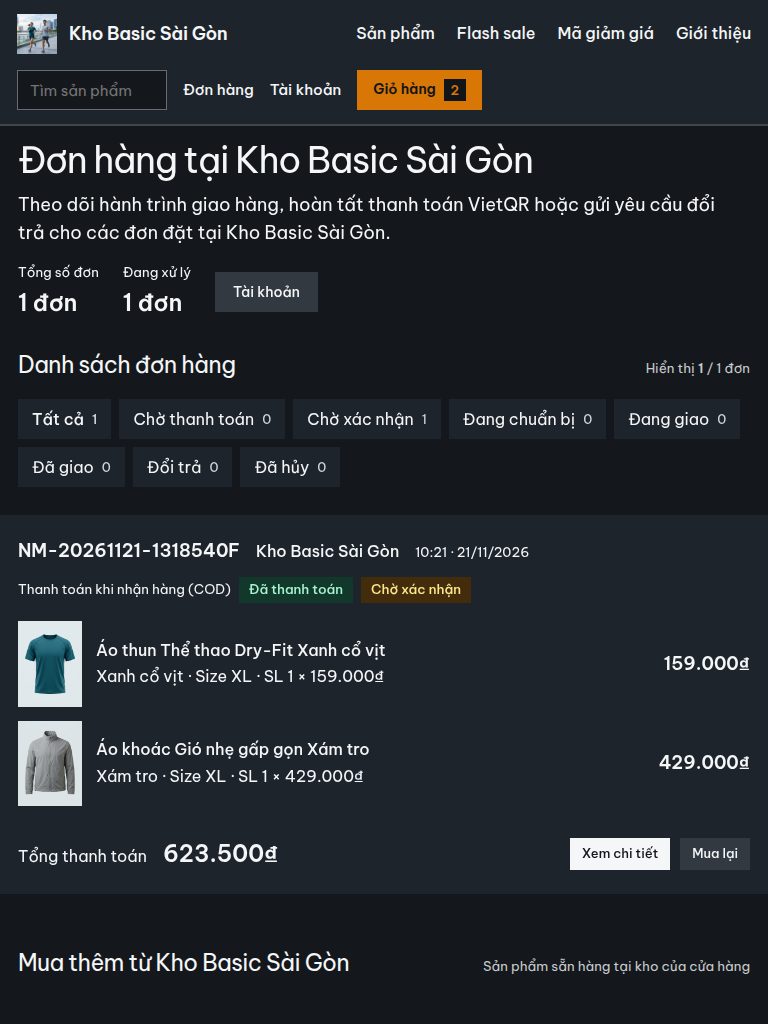 Kho Basic Sài Gòn
Sản phẩm
Flash sale
Mã giảm giá
Giới thiệu
Tìm sản phẩm
Đơn hàng
Tài khoản
Giỏ hàng 2
Đơn hàng tại Kho Basic Sài Gòn
Theo dõi hành trình giao hàng, hoàn tất thanh toán VietQR hoặc gửi yêu cầu đổi
trả cho các đơn đặt tại Kho Basic Sài Gòn.
Tổng số đơn
1 đơn
Đang xử lý
1 đơn
Tài khoản
Danh sách đơn hàng
Hiển thị 1 / 1 đơn
Tất cả 1
Chờ thanh toán 0
Chờ xác nhận 1
Đang chuẩn bị 0
Đang giao 0
Đã giao 0
Đổi trả 0
Đã hủy 0
NM-20261121-1318540F Kho Basic Sài Gòn 10:21 · 21/11/2026
Thanh toán khi nhận hàng (COD) Đã thanh toán Chờ xác nhận
Áo thun Thể thao Dry-Fit Xanh cổ vịt
Xanh cổ vịt · Size XL · SL 1 × 159.000₫
159.000₫
Áo khoác Gió nhẹ gấp gọn Xám tro
Xám tro · Size XL · SL 1 × 429.000₫
429.000₫
Tổng thanh toán 623.500₫
Xem chi tiết
Mua lại
Mua thêm từ Kho Basic Sài Gòn
Sản phẩm sẵn hàng tại kho của cửa hàng